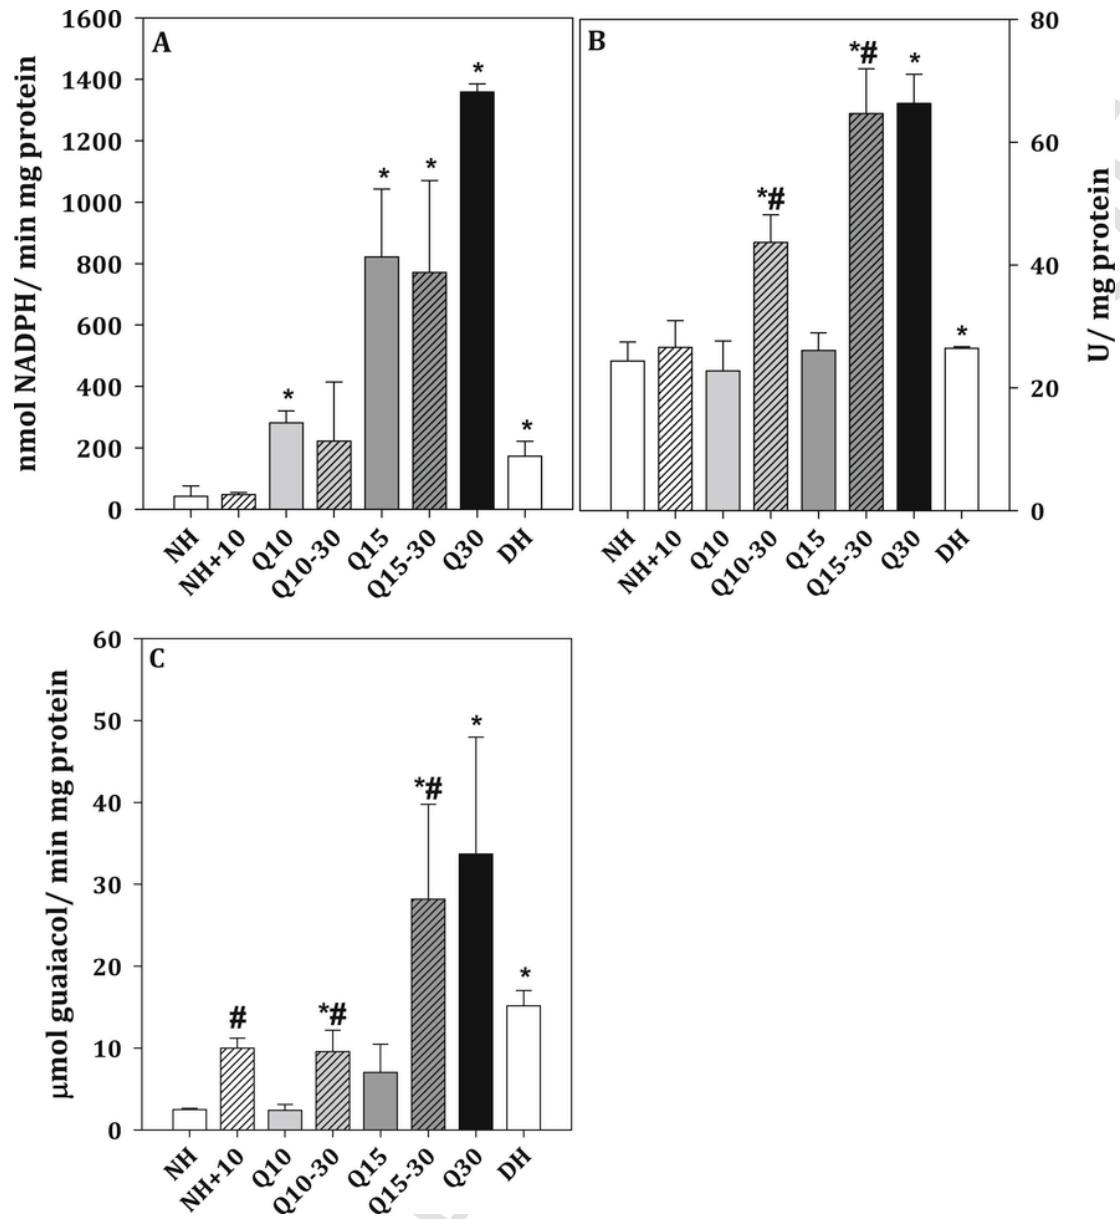 A
nmol NADPH/ min mg protein
1600
1400
1200
1000
800
600
400
200
0
*
*
*
*
*
NH
NH+10
Q10
Q10-30
Q15
Q15-30
Q30
DH
B
U/ mg protein
80
60
40
20
0
*#
*#
*
*
NH
NH+10
Q10
Q10-30
Q15
Q15-30
Q30
DH
C
µmol guaiacol/ min mg protein
60
50
40
30
20
10
0
#
*#
*#
*
*
NH
NH+10
Q10
Q10-30
Q15
Q15-30
Q30
DH